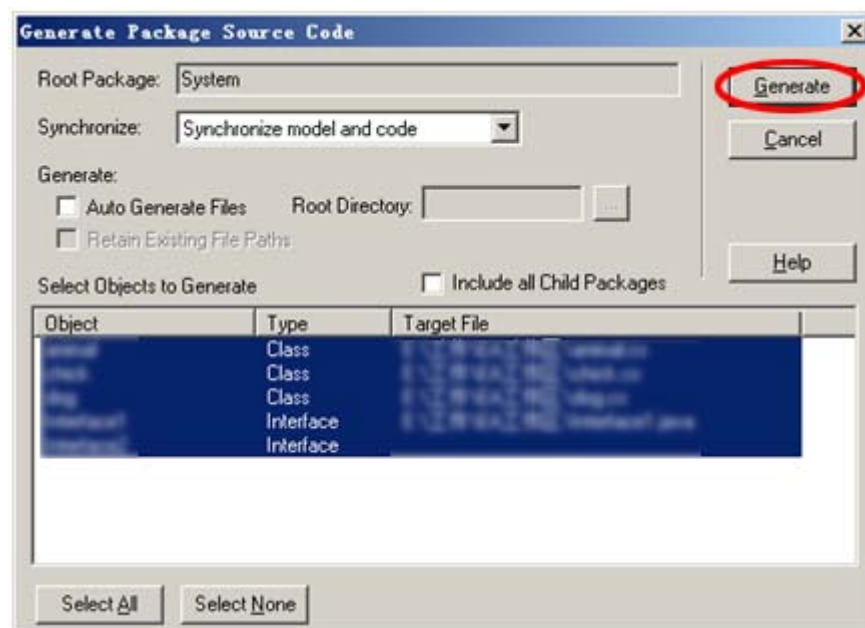 Generate Package Source Code
Root Package: System
Generate
Synchronize: Synchronize model and code
Cancel
Generate:
Auto Generate Files Root Directory: ...
Retain Existing File Paths
Help
Select Objects to Generate Include all Child Packages
Object Type Target File
Class
Class
Class
Interface
Interface
Select All Select None